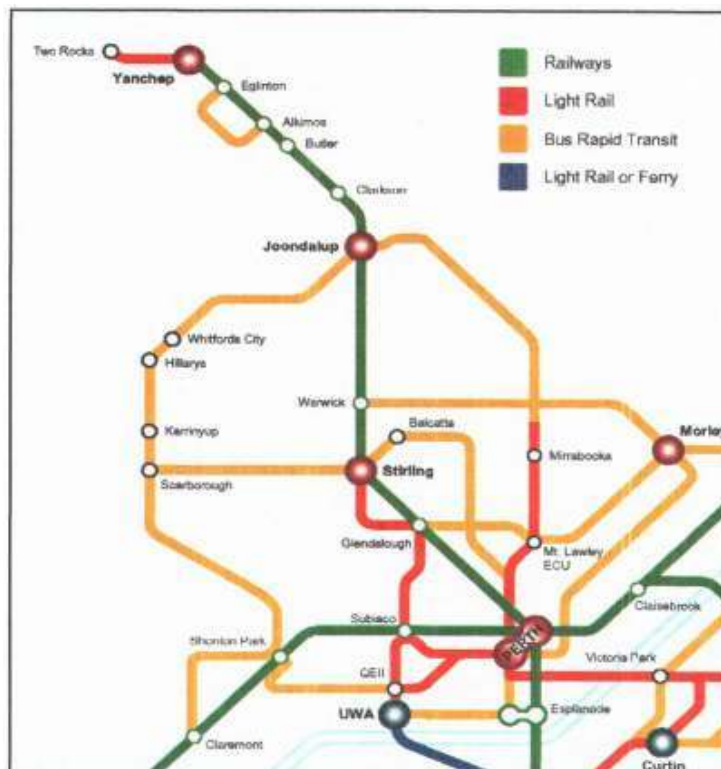 Two Rocks
Yanchep
Eglinton
Alkimos
Butler
Clarkson
Joondalup
Railways
Light Rail
Bus Rapid Transit
Light Rail or Ferry
Whitfords City
Hillarys
Warwick
Balcatta
Morley
Karrinyup
Mirrabooka
Stirling
Scarborough
Glendalough
Mt. Lawley
ECU
Claisebrook
Subiaco
PERTH
Shenton Park
Victoria Park
QEII
UWA
Esplanade
Claremont
Curtin